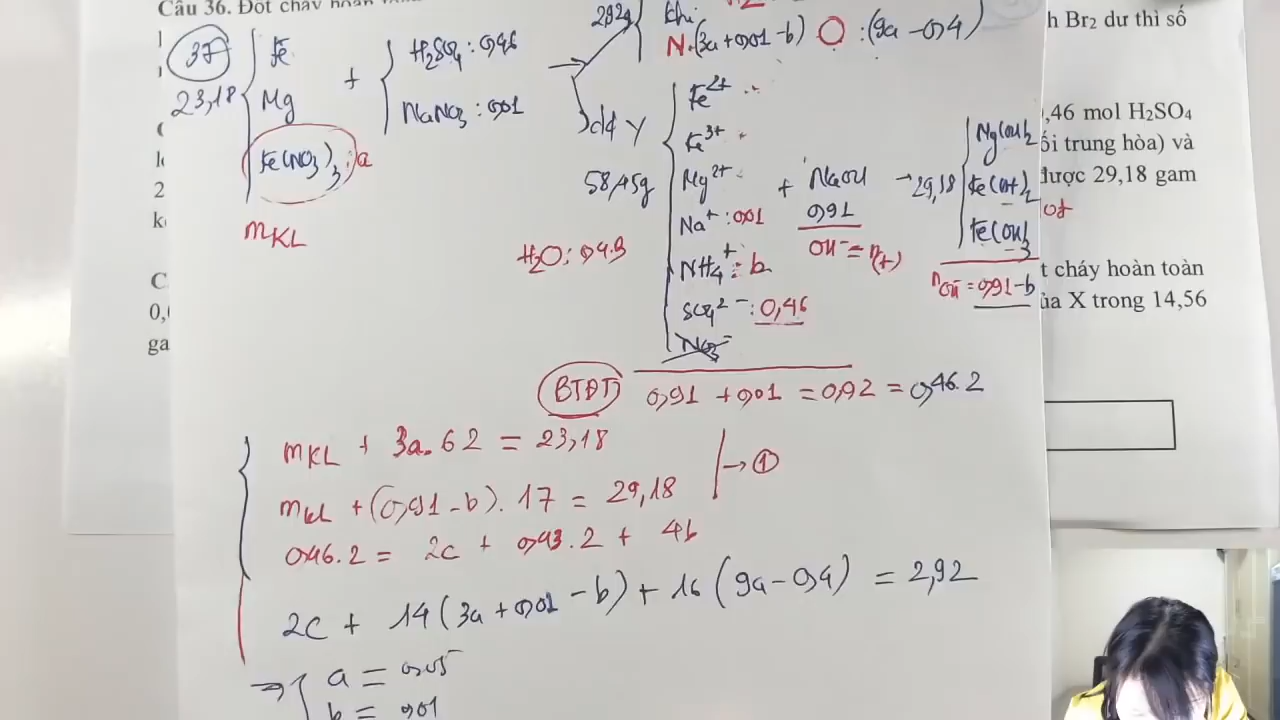 Câu 36. Đốt cháy hoàn
h Br₂ dư thì số
37
23,18
Fe
Mg
Fe(NO₃)₃ : a
mKL
+
H₂SO₄ : 0,46
NaNO₃ : 0,01
2,92g
khí
N : (3a + 0,01 - b) O : (9a - 0,4)
dd Y
58,45g
Fe²⁺
Fe³⁺
Mg²⁺
Na⁺ : 0,01
NH₄⁺ : b
SO₄²⁻ : 0,46
NO₃⁻
H₂O : 0,43
+ NaOH
0,91
OH⁻ = n(+)
→ 29,18
Mg(OH)₂
Fe(OH)₂
Fe(OH)₃
nOH⁻ = 0,91 - b
,46 mol H₂SO₄
ối trung hòa) và
được 29,18 gam
t cháy hoàn toàn
ủa X trong 14,56
C
0,
ga
BTĐT 0,91 + 0,01 = 0,92 = 0,46.2
mKL + 3a.62 = 23,18
→ ①
mKL + (0,91 - b).17 = 29,18
0,46.2 = 2c + 0,43.2 + 4b
2c + 14(3a + 0,01 - b) + 16(9a - 0,4) = 2,92
⇒ a = 0,05
b = 0,01